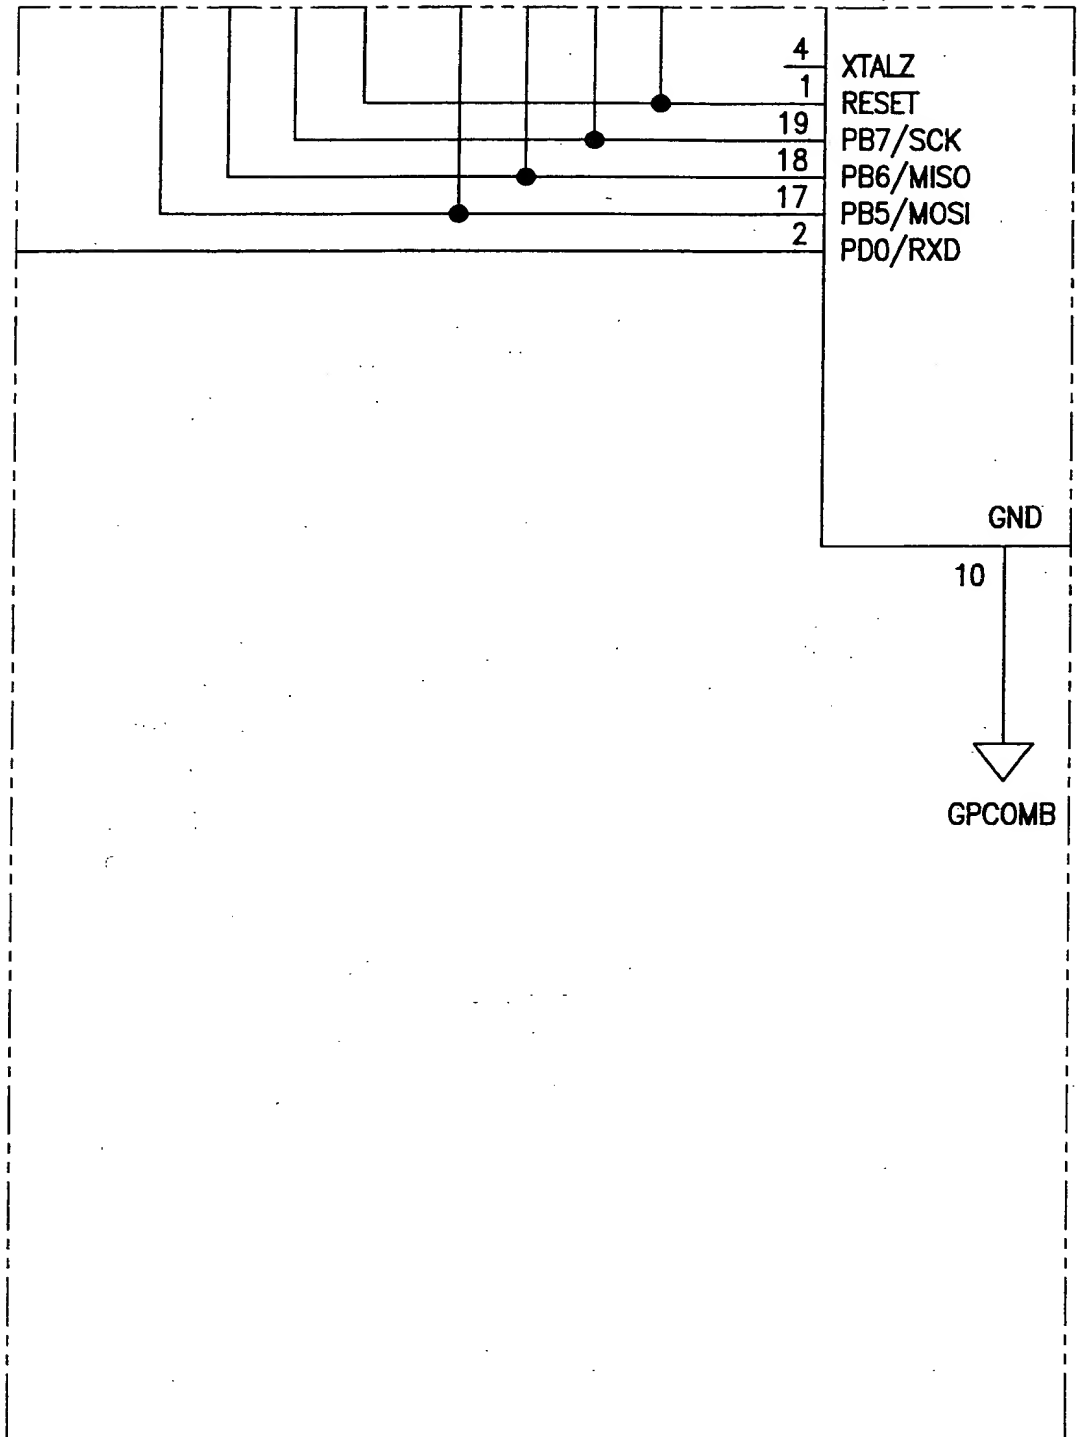 4 XTALZ
1 RESET
19 PB7/SCK
18 PB6/MISO
17 PB5/MOSI
2 PD0/RXD
GND
10
GPCOMB